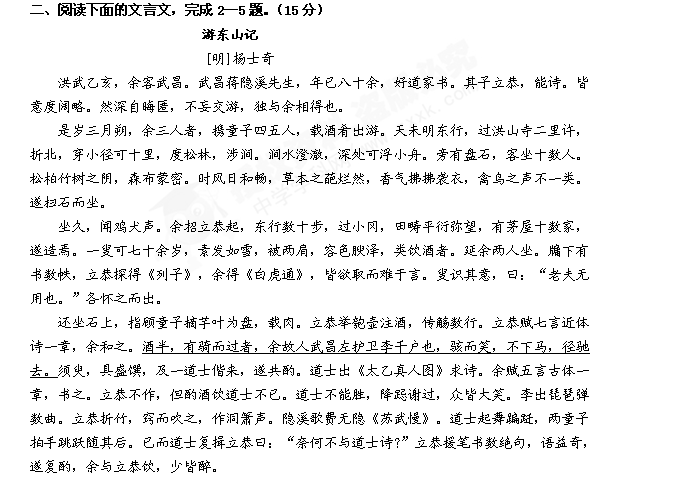 二、阅读下面的文言文，完成2—5题。（15分）
游东山记
[明]杨士奇
洪武乙亥，余客武昌。武昌蒋隐溪先生，年已八十余，好道家书。其子立恭，能诗。皆
意度阔略。然深自晦匿，不妄交游，独与余相得也。
是岁三月朔，余三人者，携童子四五人，载酒肴出游。天未明东行，过洪山寺二里许，
折北，穿小径可十里，度松林，涉涧。涧水澄澈，深处可浮小舟。旁有盘石，客坐十数人。
松柏竹树之阴，森布蒙密。时风日和畅，草木之葩烂然，香气拂拂袭衣，禽鸟之声不一类。
遂扫石而坐。
坐久，闻鸡犬声。余招立恭起，东行数十步，过小冈，田畴平衍弥望，有茅屋十数家，
遂造焉。一叟可七十余岁，素发如雪，被两肩，容色腴泽，类饮酒者。延余两人坐。牖下有
书数帙，立恭探得《列子》，余得《白虎通》，皆欲取而难于言。叟识其意，曰：“老夫无
用也。”各怀之而出。
还坐石上，指顾童子摘芋叶为盘，载肉。立恭举匏壶注酒，传觞数行。立恭赋七言近体
诗一章，余和之。酒半，有骑而过者，余故人武昌左护卫李千户也，骇而笑，不下马，径驰
去。须臾，具盛馔，及一道士偕来，遂共酌。道士出《太乙真人图》求诗。余赋五言古体一
章，书之。立恭不作，但酌酒饮道士不已。道士不能胜，降跽谢过，众皆大笑。李出琵琶弹
数曲。立恭折竹，窍而吹之，作洞箫声。隐溪歌费无隐《苏武慢》。道士起舞蹁跹，两童子
拍手跳跃随其后。已而道士复揖立恭曰：“奈何不与道士诗?”立恭援笔书数绝句，语益奇，
遂复酌，余与立恭饮，少皆醉。